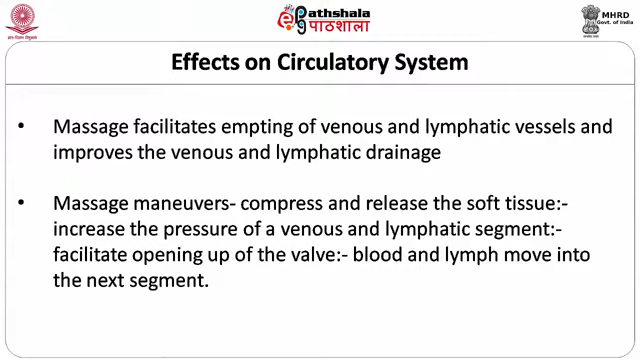 Pathshala
पाठशाला
MHRD
Govt. of India
Effects on Circulatory System
• Massage facilitates empting of venous and lymphatic vessels and
improves the venous and lymphatic drainage
• Massage maneuvers- compress and release the soft tissue:-
increase the pressure of a venous and lymphatic segment:-
facilitate opening up of the valve:- blood and lymph move into
the next segment.